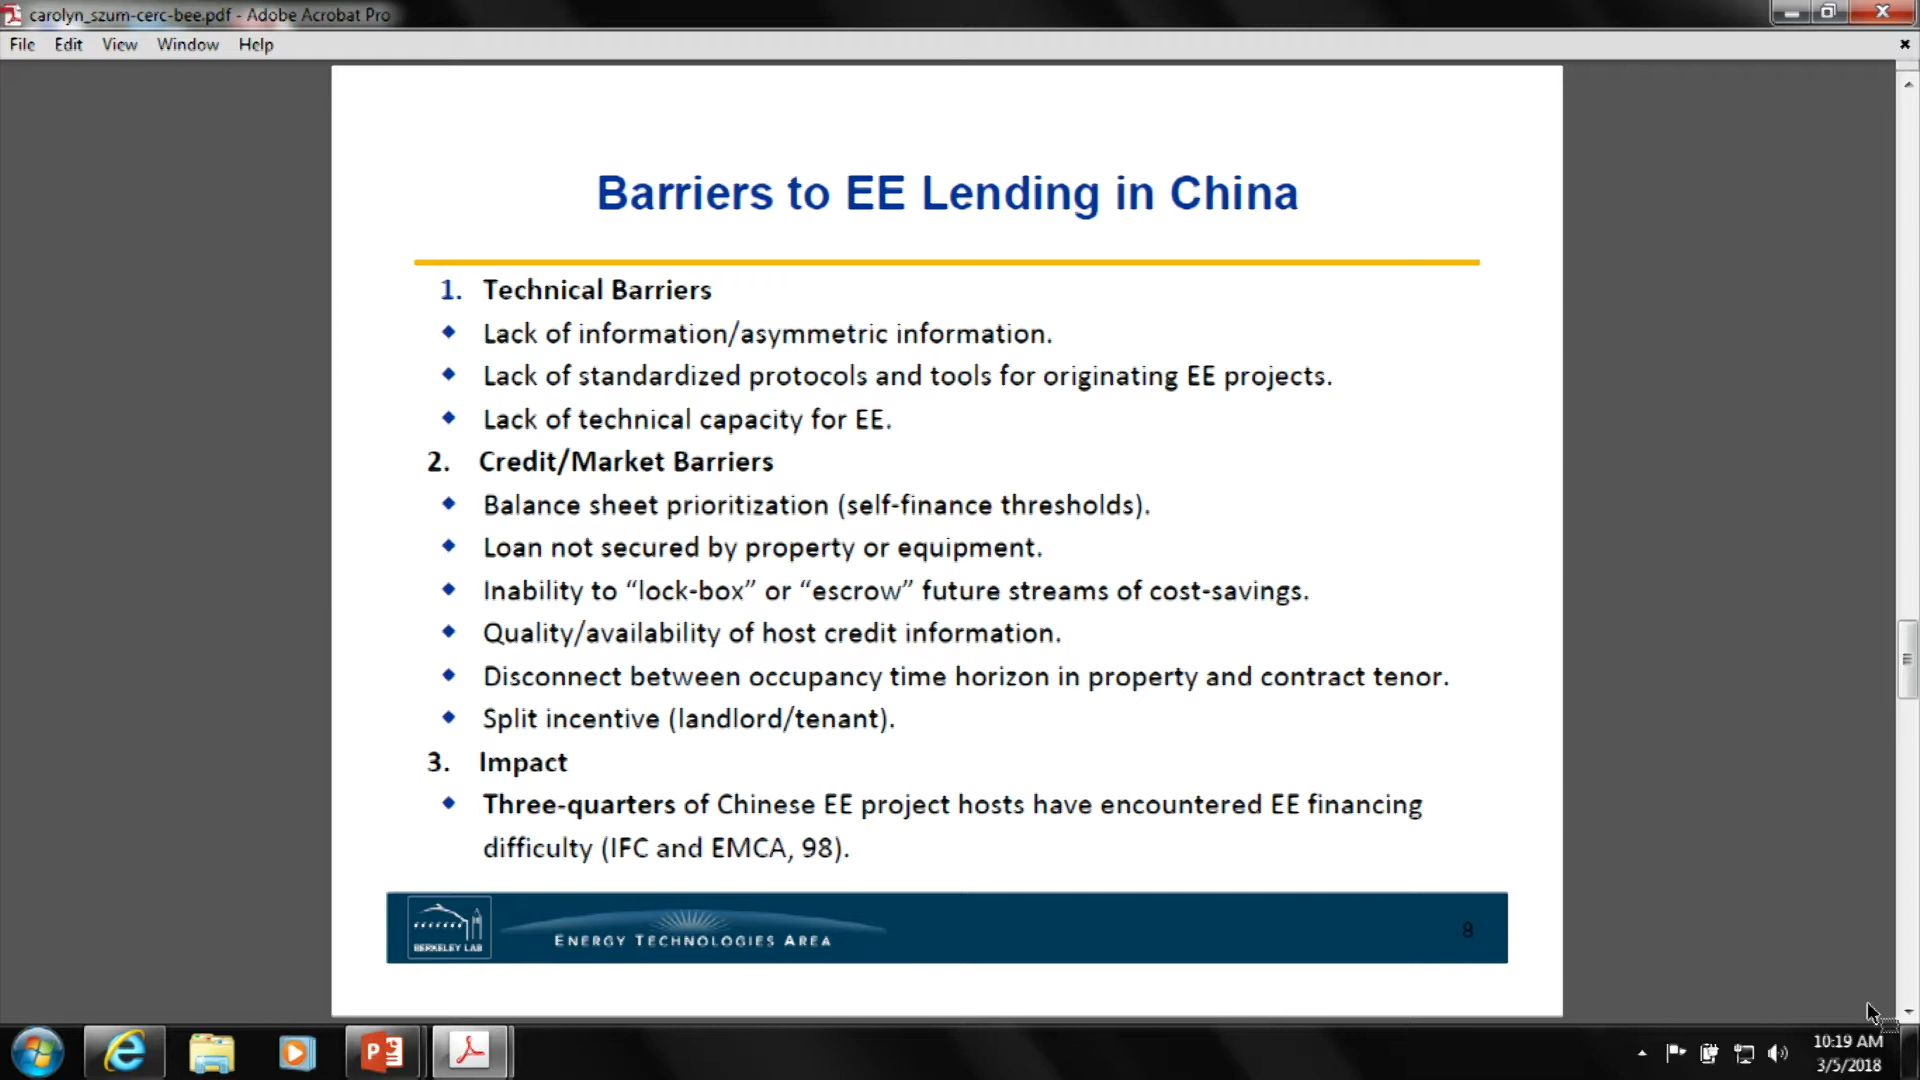 carolyn_szum-cerc-bee.pdf - Adobe Acrobat Pro
File Edit View Window Help
Barriers to EE Lending in China
1. Technical Barriers
Lack of information/asymmetric information.
Lack of standardized protocols and tools for originating EE projects.
Lack of technical capacity for EE.
2. Credit/Market Barriers
Balance sheet prioritization (self-finance thresholds).
Loan not secured by property or equipment.
Inability to “lock-box” or “escrow” future streams of cost-savings.
Quality/availability of host credit information.
Disconnect between occupancy time horizon in property and contract tenor.
Split incentive (landlord/tenant).
3. Impact
Three-quarters of Chinese EE project hosts have encountered EE financing
difficulty (IFC and EMCA, 98).
BERKELEY LAB
ENERGY TECHNOLOGIES AREA
8
10:19 AM
3/5/2018